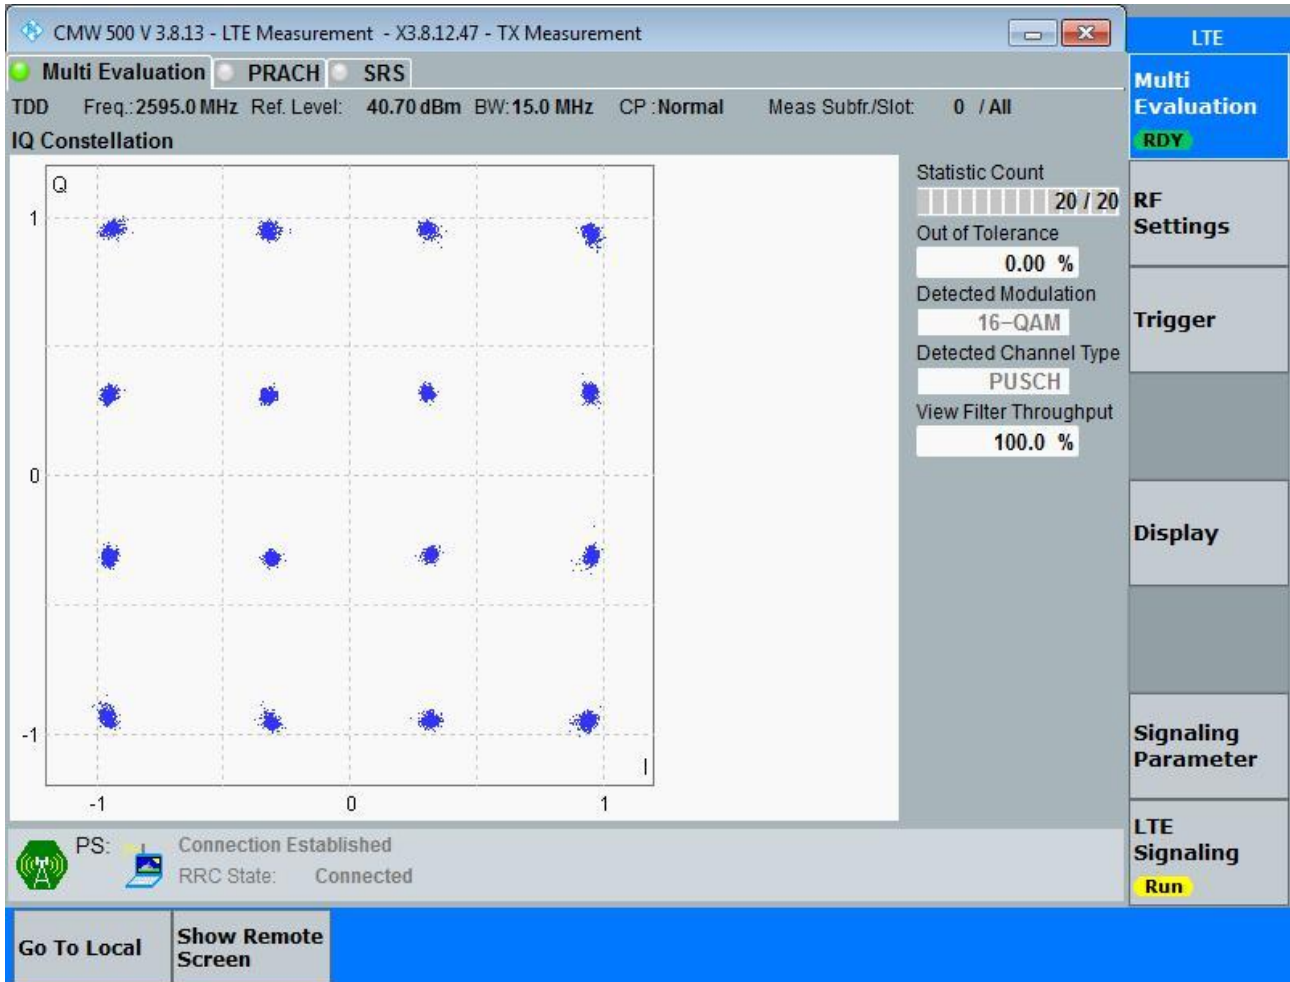 CMW 500 V 3.8.13 - LTE Measurement - X3.8.12.47 - TX Measurement
LTE
Multi Evaluation PRACH SRS
TDD Freq.: 2595.0 MHz Ref. Level: 40.70 dBm BW: 15.0 MHz CP : Normal Meas Subfr./Slot: 0 / All
IQ Constellation
Q
1
0
-1
I
-1 0 1
Statistic Count
20 / 20
Out of Tolerance
0.00 %
Detected Modulation
16-QAM
Detected Channel Type
PUSCH
View Filter Throughput
100.0 %
Multi
Evaluation
RDY
RF
Settings
Trigger
Display
Signaling
Parameter
LTE
Signaling
Run
PS: Connection Established
RRC State: Connected
Go To Local
Show Remote
Screen